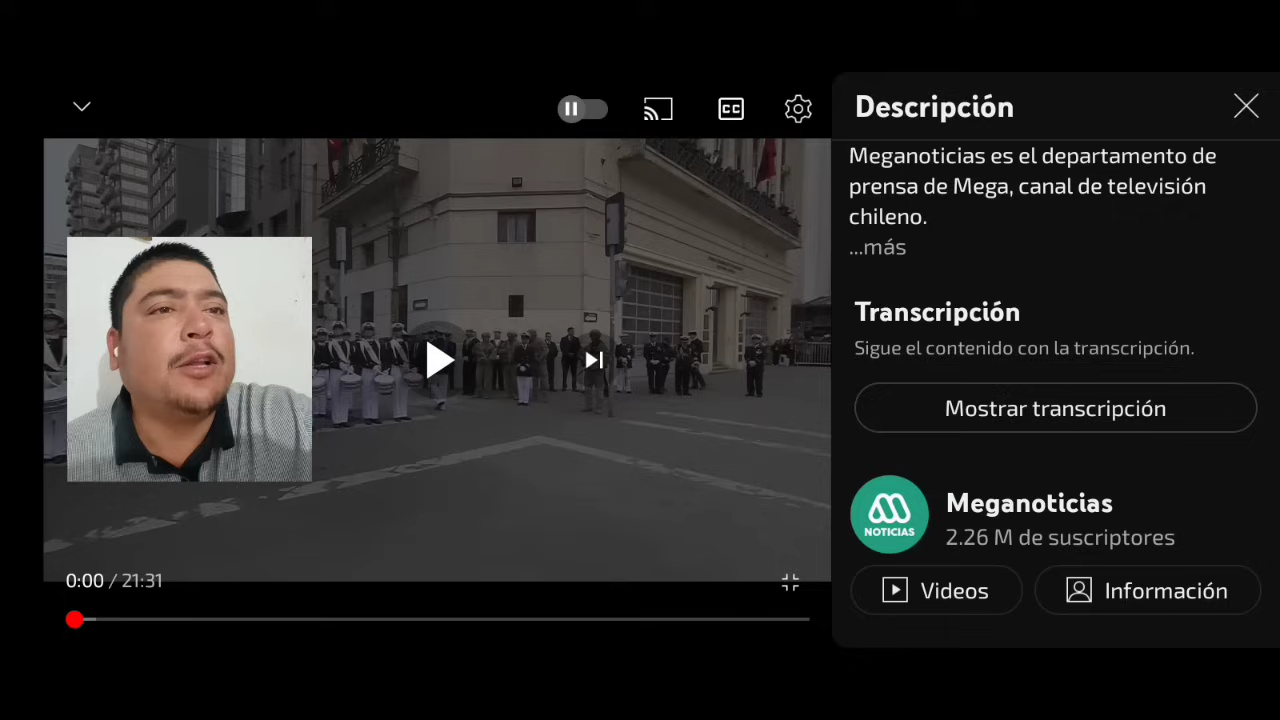 Descripción
Meganoticias es el departamento de
prensa de Mega, canal de televisión
chileno.
...más
Transcripción
Sigue el contenido con la transcripción.
Mostrar transcripción
NOTICIAS
Meganoticias
2.26 M de suscriptores
Videos
Información
CC
0:00 / 21:31